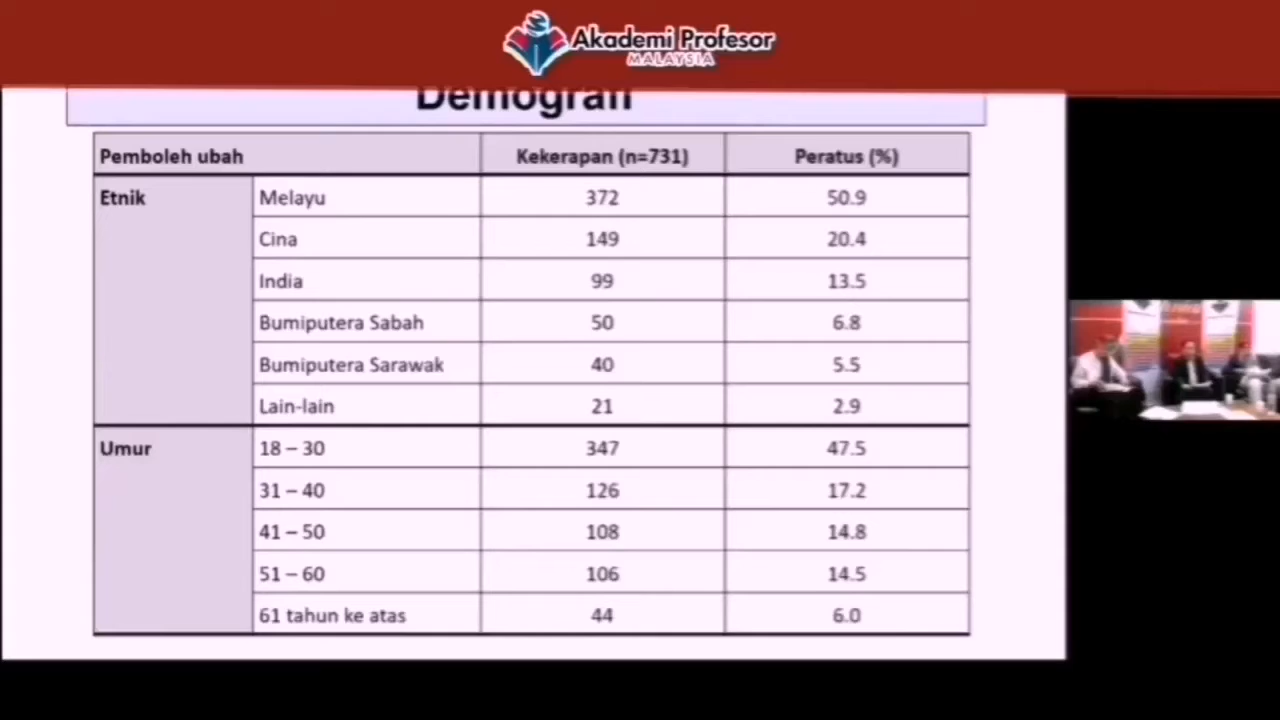 Akademi Profesor
MALAYSIA
Demografi
Pemboleh ubah Kekerapan (n=731) Peratus (%)
Etnik Melayu 372 50.9
Cina 149 20.4
India 99 13.5
Bumiputera Sabah 50 6.8
Bumiputera Sarawak 40 5.5
Lain-lain 21 2.9
Umur 18 – 30 347 47.5
31 – 40 126 17.2
41 – 50 108 14.8
51 – 60 106 14.5
61 tahun ke atas 44 6.0